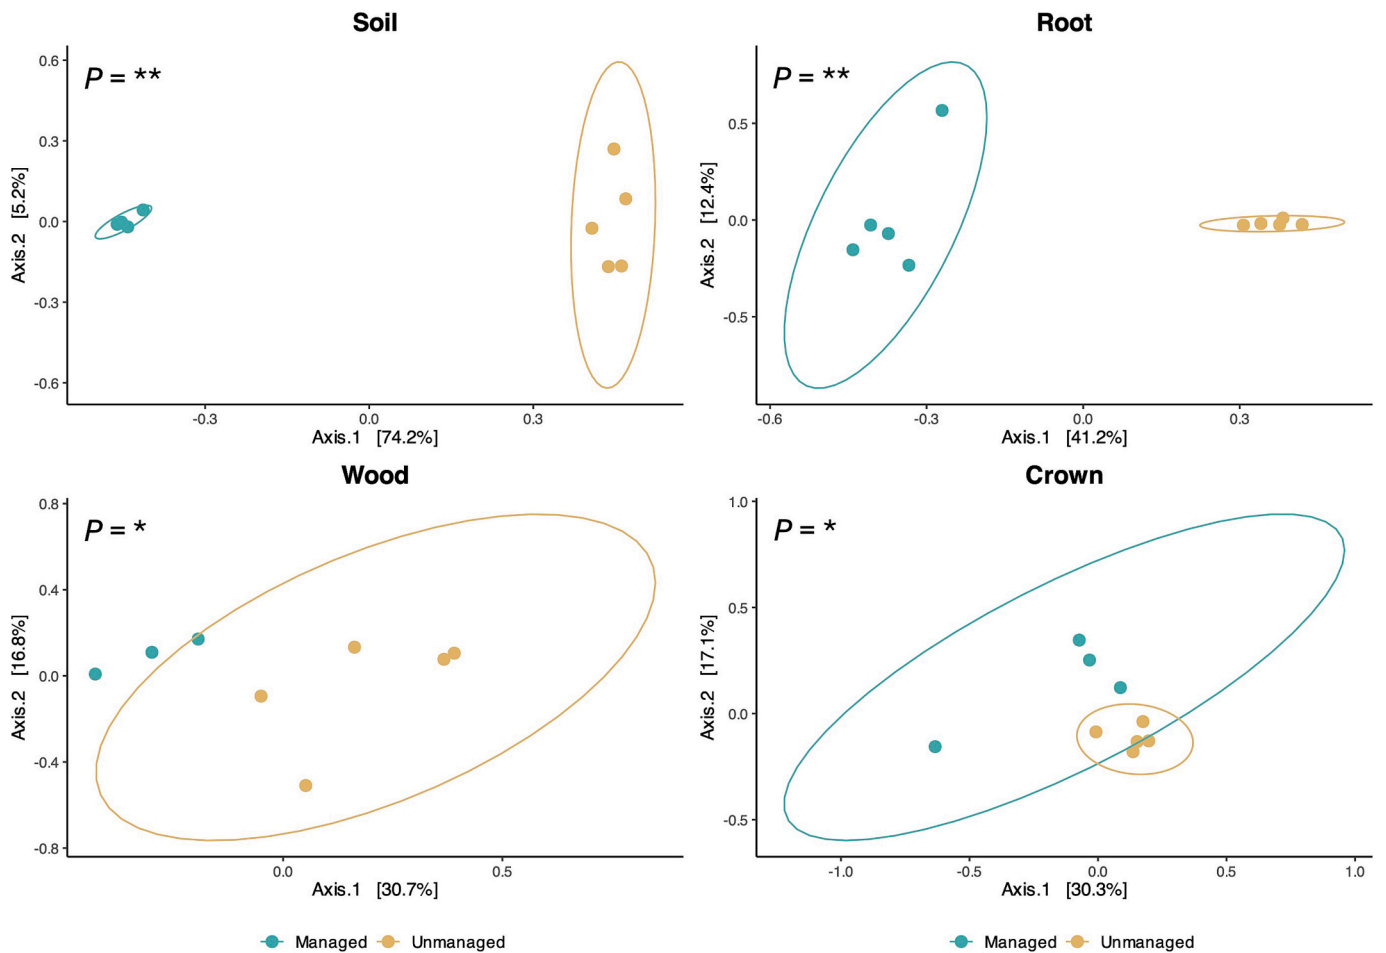 Soil
P = **
0.6
0.3
0.0
-0.3
-0.6
Axis.2 [5.2%]
-0.3
0.0
0.3
Axis.1 [74.2%]
Root
P = **
0.5
0.0
-0.5
Axis.2 [12.4%]
-0.6
-0.3
0.0
0.3
Axis.1 [41.2%]
Wood
P = *
0.8
0.4
0.0
-0.4
-0.8
Axis.2 [16.8%]
0.0
0.5
Axis.1 [30.7%]
Crown
P = *
1.0
0.5
0.0
-0.5
Axis.2 [17.1%]
-1.0
-0.5
0.0
0.5
1.0
Axis.1 [30.3%]
Managed Unmanaged
Managed Unmanaged